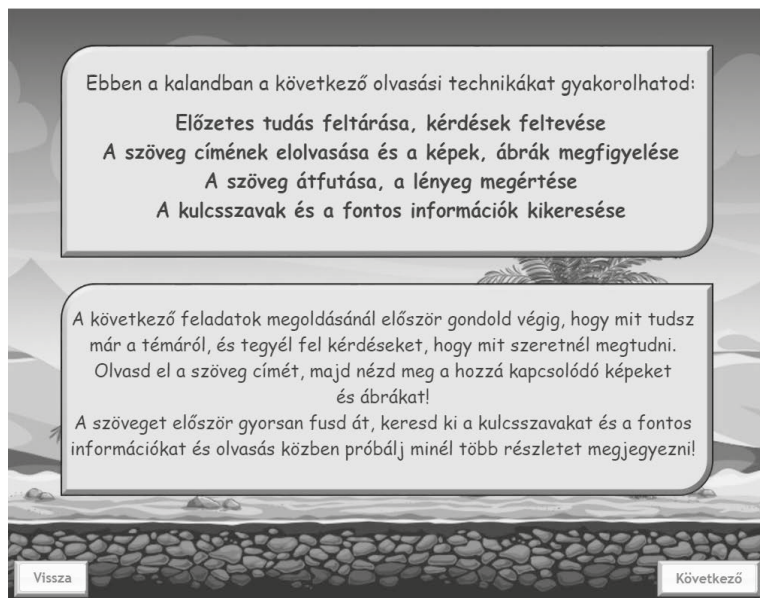 Ebben a kalandban a következő olvasási technikákat gyakorolhatod:
Előzetes tudás feltárása, kérdések feltevése
A szöveg címének elolvasása és a képek, ábrák megfigyelése
A szöveg átfutása, a lényeg megértése
A kulcsszavak és a fontos információk kikeresése
A következő feladatok megoldásánál először gondold végig, hogy mit tudsz
már a témáról, és tegyél fel kérdéseket, hogy mit szeretnél megtudni.
Olvasd el a szöveg címét, majd nézd meg a hozzá kapcsolódó képeket
és ábrákat!
A szöveget először gyorsan fusd át, keresd ki a kulcsszavakat és a fontos
információkat és olvasás közben próbálj minél több részletet megjegyezni!
Vissza
Következő